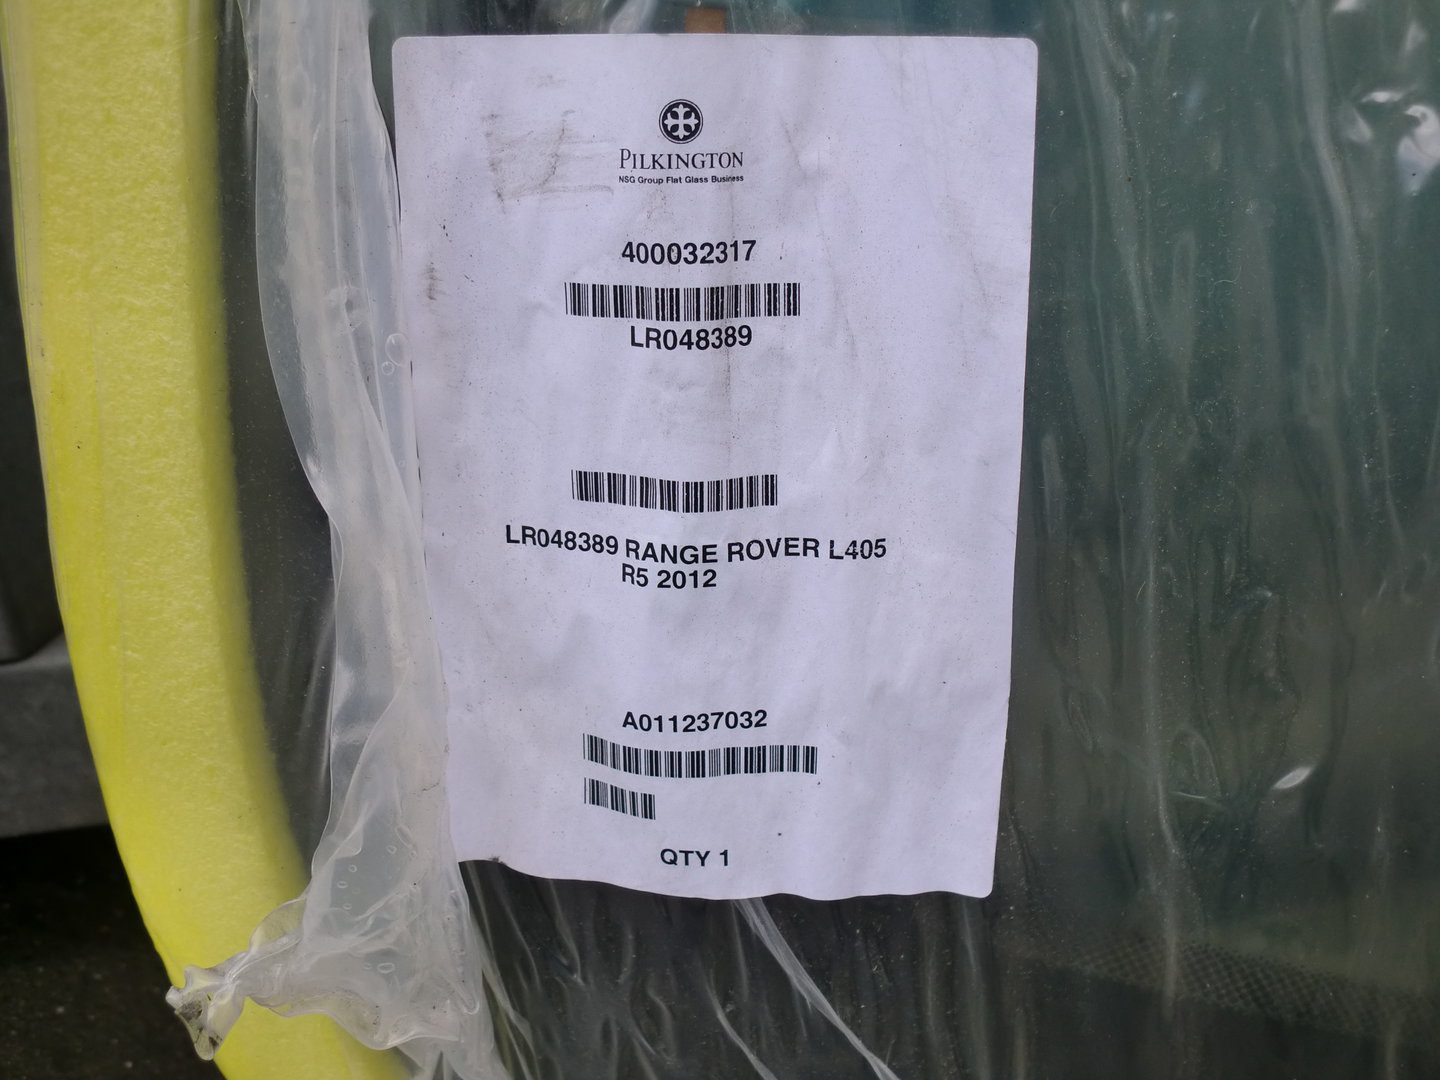 PILKINGTON
NSG Group Flat Glass Business
400032317
LR048389
LR048389 RANGE ROVER L405
R5 2012
A011237032
QTY 1